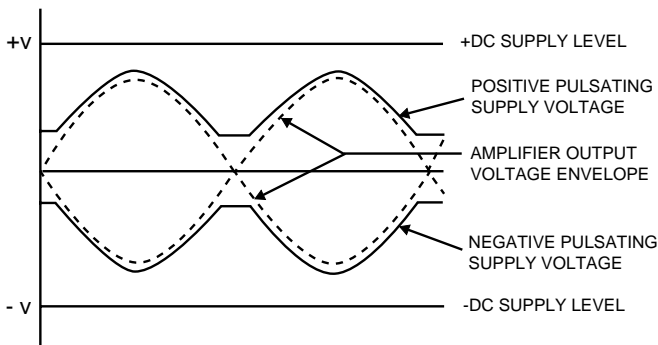 +v
+DC SUPPLY LEVEL
POSITIVE PULSATING
SUPPLY VOLTAGE
AMPLIFIER OUTPUT
VOLTAGE ENVELOPE
NEGATIVE PULSATING
SUPPLY VOLTAGE
- v
-DC SUPPLY LEVEL